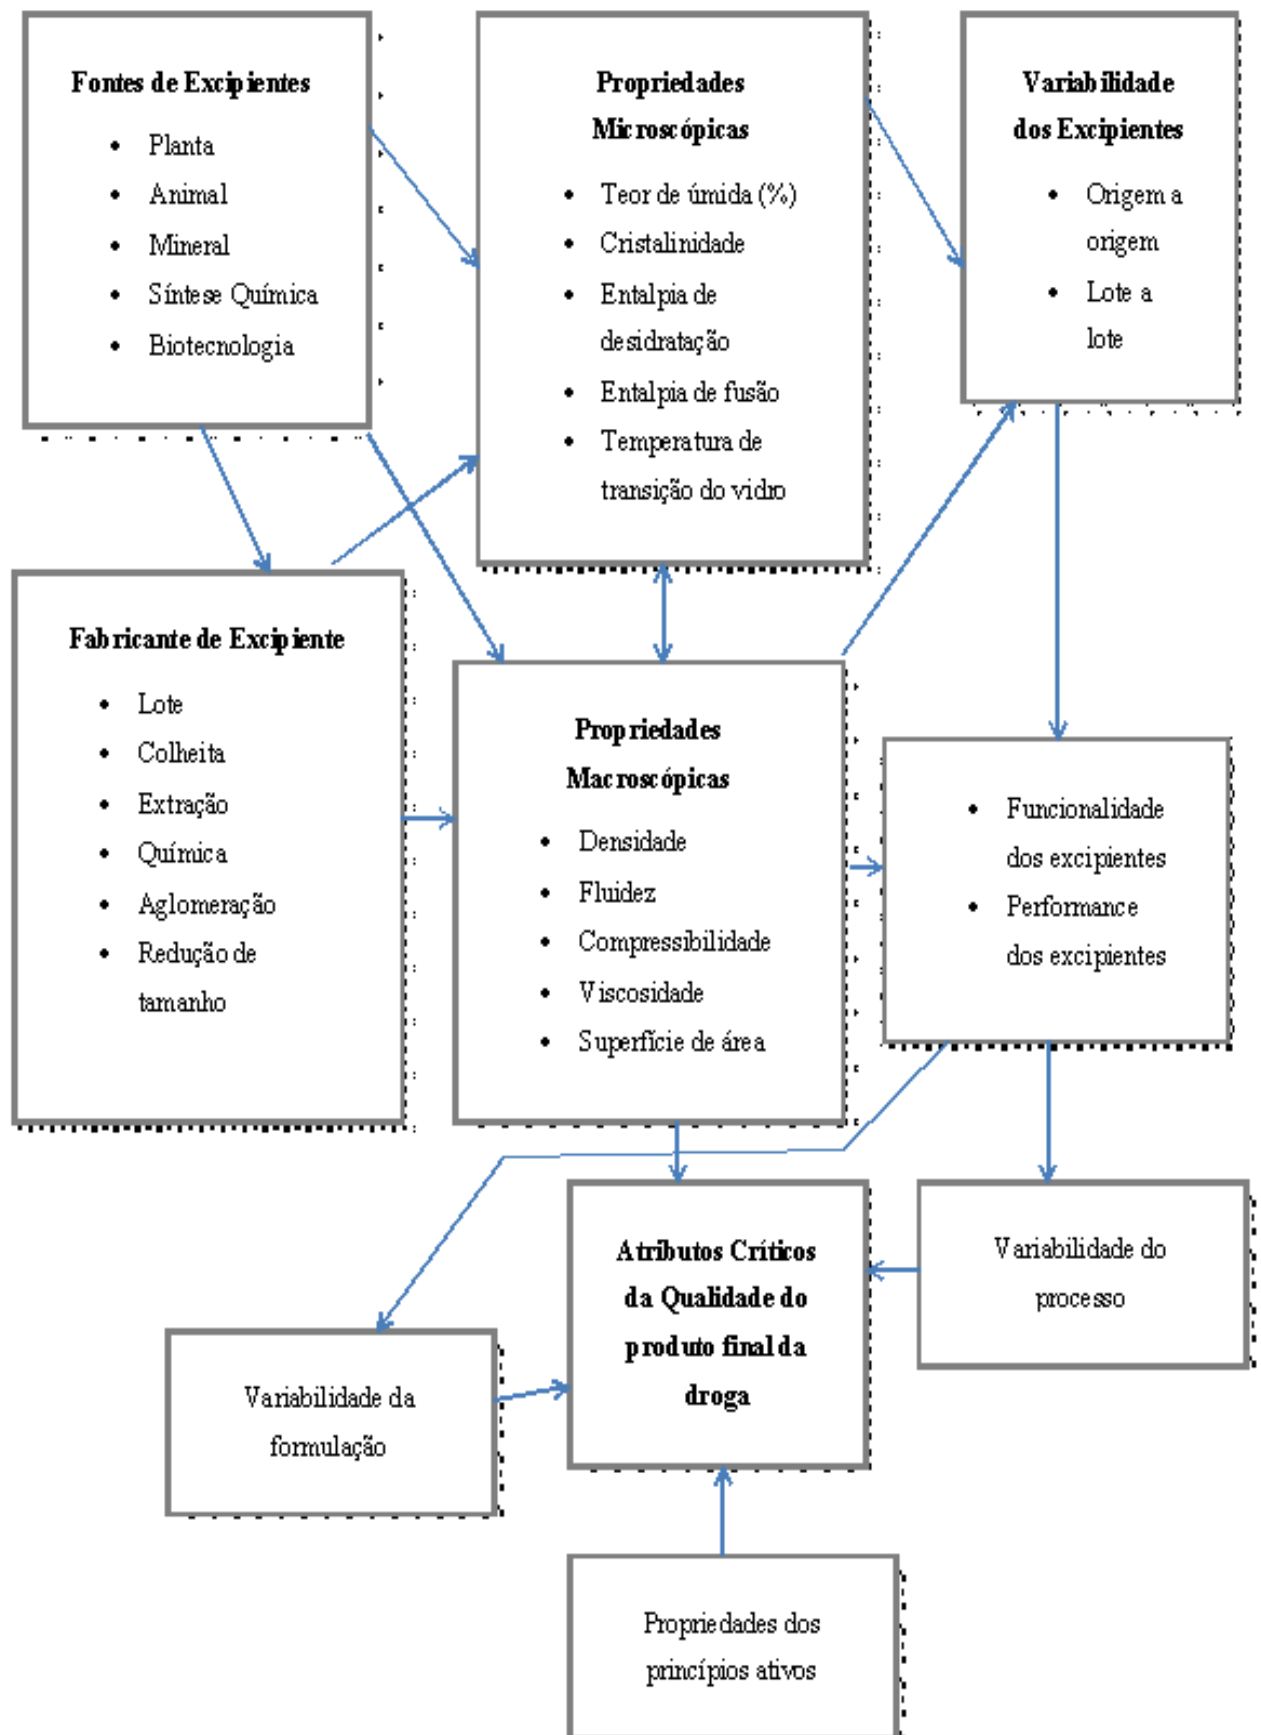 Fontes de Excipientes
• Planta
• Animal
• Mineral
• Síntese Química
• Biotecnologia
Propriedades
Microscópicas
• Teor de úmida (%)
• Cristalinidade
• Entalpia de
desidratação
• Entalpia de fusão
• Temperatura de
transição do vidro
Variabilidade
dos Excipientes
• Origem a
origem
• Lote a
lote
Fabricante de Excipiente
• Lote
• Colheita
• Extração
• Química
• Aglomeração
• Redução de
tamanho
Propriedades
Macroscópicas
• Densidade
• Fluidez
• Compressibilidade
• Viscosidade
• Superfície de área
• Funcionalidade
dos excipientes
• Performance
dos excipientes
Atributos Críticos
da Qualidade do
produto final da
droga
Variabilidade do
processo
Variabilidade da
formulação
Propriedades dos
princípios ativos